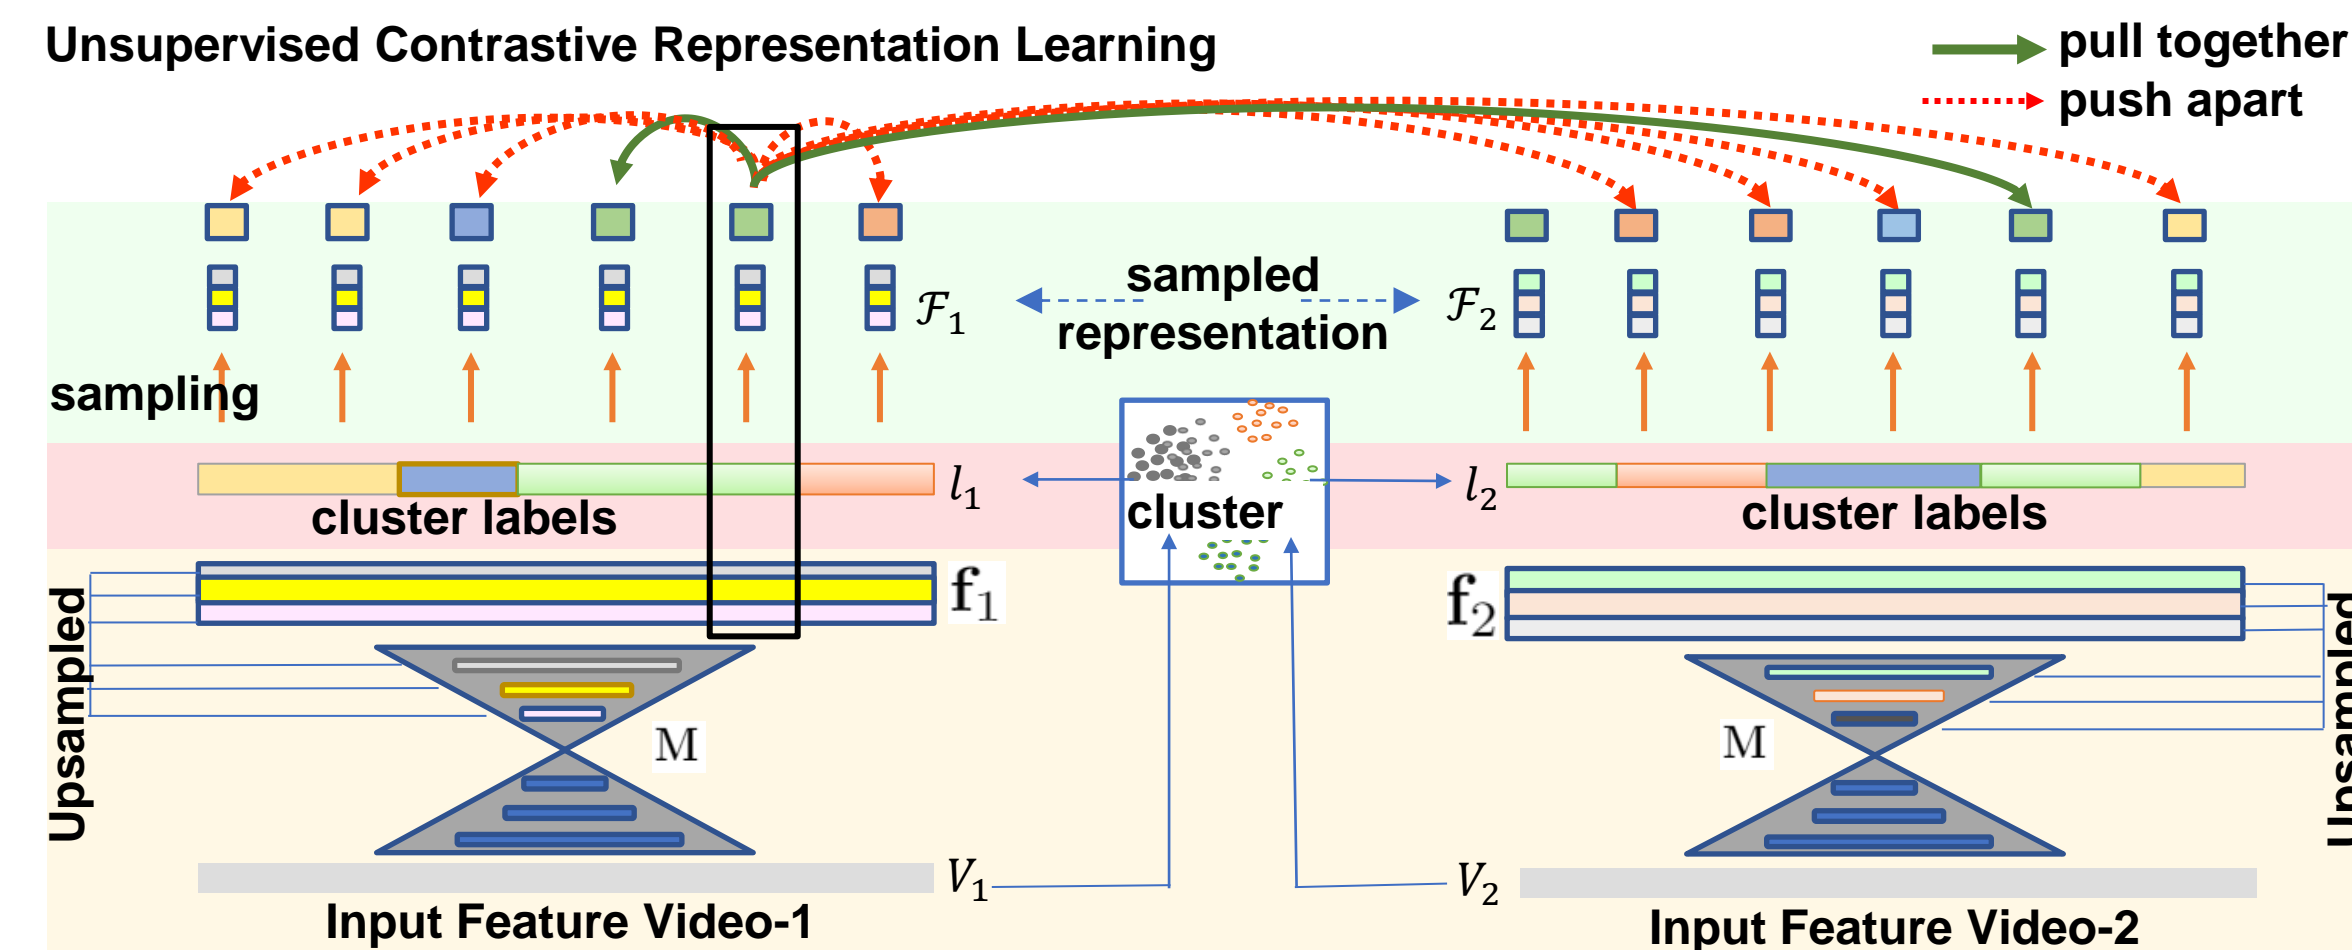 Unsupervised Contrastive Representation Learning
pull together
push apart
sampled
representation
ℱ1
ℱ2
sampling
l1
l2
cluster
cluster labels
cluster labels
f1
f2
Upsampled
Upsampled
M
M
V1
V2
Input Feature Video-1
Input Feature Video-2